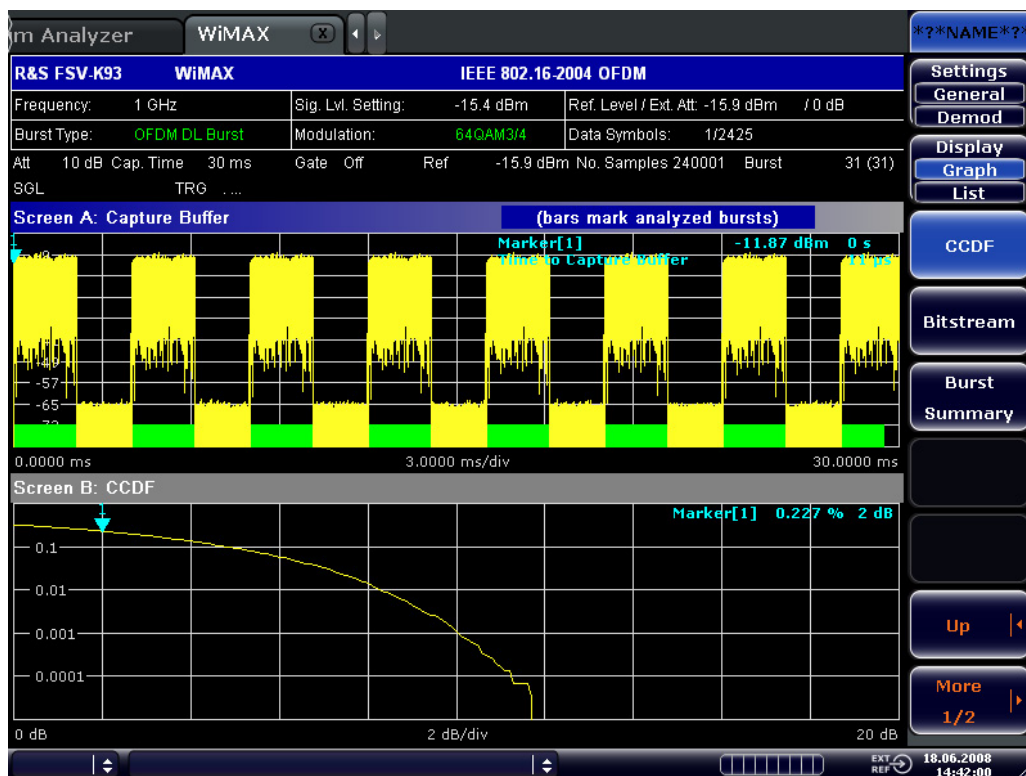 m Analyzer WiMAX X *?*NAME*?*
R&S FSV-K93 WiMAX IEEE 802.16-2004 OFDM
Frequency: 1 GHz Sig. Lvl. Setting: -15.4 dBm Ref. Level / Ext. Att: -15.9 dBm / 0 dB
Burst Type: OFDM DL Burst Modulation: 64QAM3/4 Data Symbols: 1/2425
Att 10 dB Cap. Time 30 ms Gate Off Ref -15.9 dBm No. Samples 240001 Burst 31 (31)
SGL TRG ....
Screen A: Capture Buffer (bars mark analyzed bursts)
1
Marker[1] -11.87 dBm 0 s
Time to Capture Buffer
-57
-65
0.0000 ms 3.0000 ms/div 30.0000 ms
Screen B: CCDF
1
Marker[1] 0.227 % 2 dB
0.1
0.01
0.001
0.0001
0 dB 2 dB/div 20 dB
Settings
General
Demod
Display
Graph
List
CCDF
Bitstream
Burst
Summary
Up
More
1/2
EXT
REF
18.06.2008
14:42:00